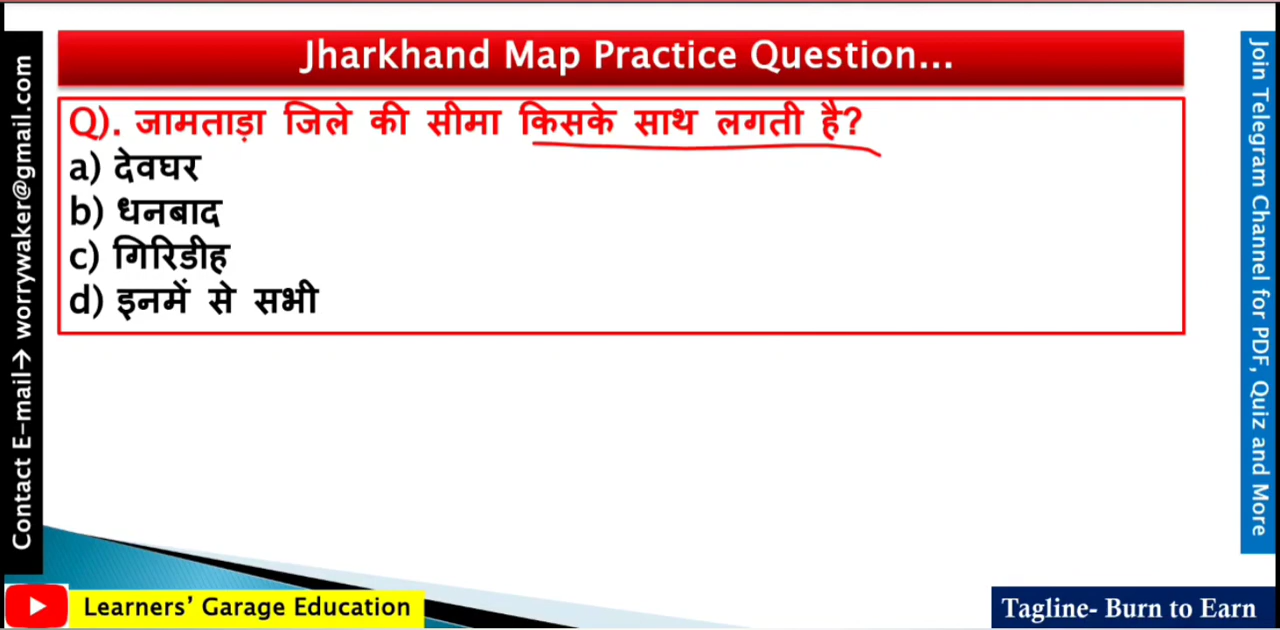 Jharkhand Map Practice Question...
Q). जामताड़ा जिले की सीमा किसके साथ लगती है?
a) देवघर
b) धनबाद
c) गिरिडीह
d) इनमें से सभी
Contact E-mail→ worrywaker@gmail.com
Join Telegram Channel for PDF, Quiz and More
Learners’ Garage Education
Tagline- Burn to Earn